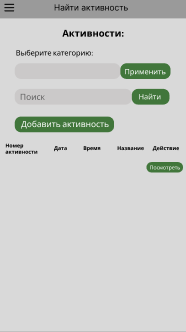 Найти активность
Активности:
Выберите категорию:
Применить
Поиск
Найти
Добавить активность
Номер активности Дата Время Название Действие
Посмотреть